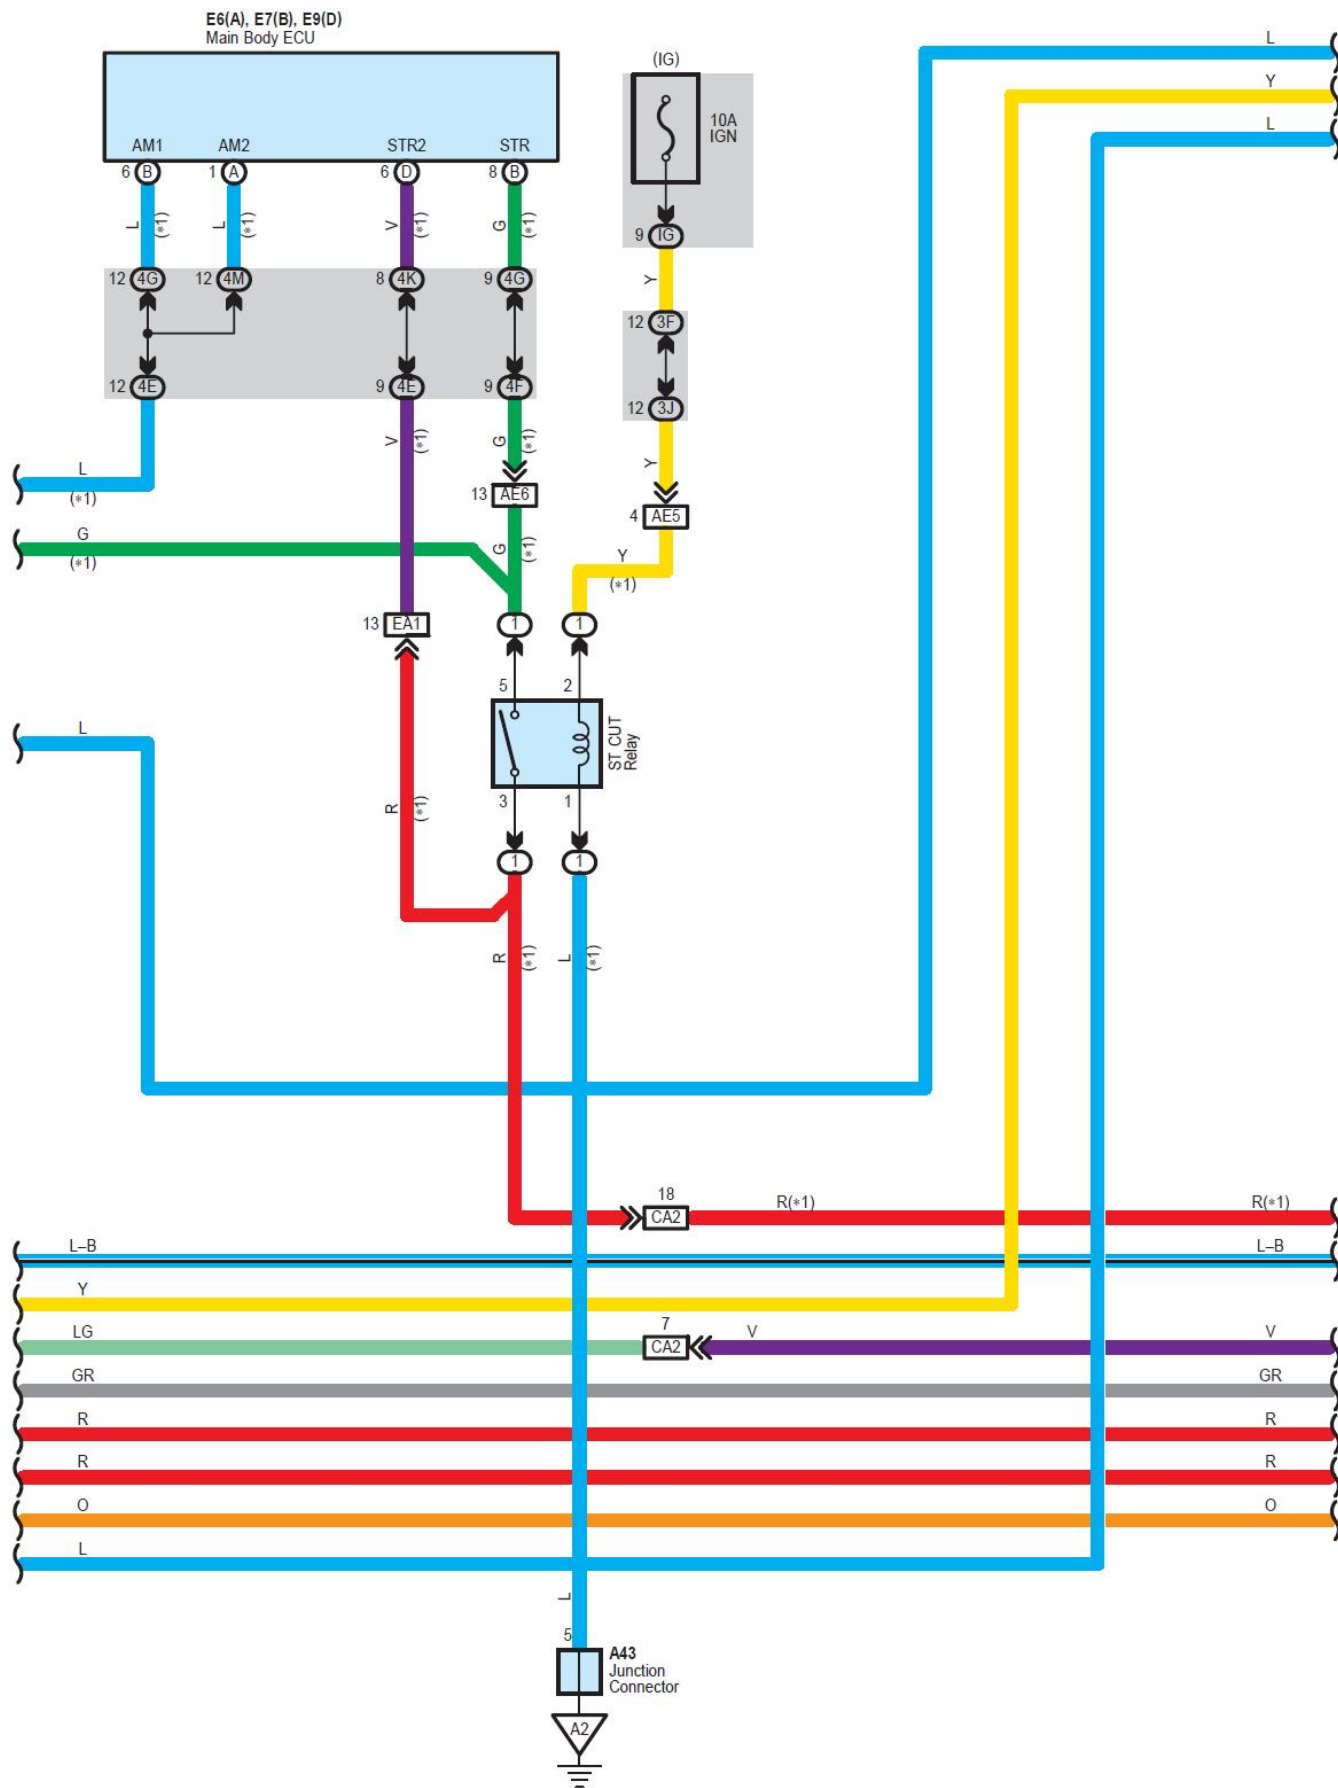 E6(A), E7(B), E9(D)
Main Body ECU
AM1 AM2 STR2 STR
6 B 1 A 6 D 8 B
L (*1) L (*1) V (*1) G (*1)
12 4G 12 4M 8 4K 9 4G
12 4E 9 4E 9 4F
(IG)
10A
IGN
9 IG
Y
12 3F
12 3J
Y
4 AE5
Y
(*1)
L
Y
L
V (*1)
G (*1)
13 AE6
G (*1)
L
(*1)
G
(*1)
13 EA1
1 1
5 2
ST CUT
Relay
3 1
1 1
L
R (*1)
R (*1) L (*1)
18
CA2
R(*1) R(*1)
L–B L–B
Y
LG
7
CA2
V V
GR GR
R R
R R
O O
L
L
5
A43
Junction
Connector
A2